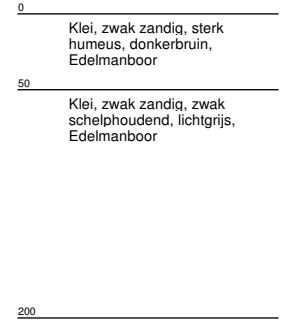 0
Klei, zwak zandig, sterk
humeus, donkerbruin,
Edelmanboor
50
Klei, zwak zandig, zwak
schelphoudend, lichtgrijs,
Edelmanboor
200